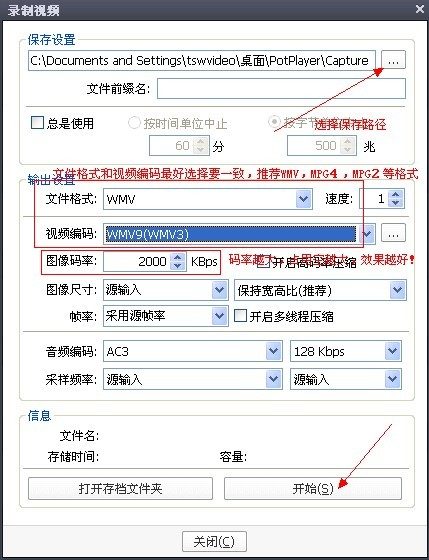 录制视频
保存设置
C:\Documents and Settings\tswvideo\桌面\PotPlayer\Capture ...
文件前缀名:
总是使用 按时间单位中止 按字节单
选择保存路径
60 分 500 兆
文件格式和视频编码最好选择要一致，推荐WMV，MPG4，MPG2 等格式
输出设置
文件格式: WMV 速度: 1
视频编码: WMV9(WMV3) ...
图像码率: 2000 KBps 开启高码率压缩
码率越大，占用 越大，效果越好！
图像尺寸: 源输入 保持宽高比(推荐)
帧率: 采用源帧率 开启多线程压缩
音频编码: AC3 128 Kbps
采样频率: 源输入 源输入
信息
文件名:
存储时间: 容量:
打开存档文件夹 开始(S)
关闭(C)